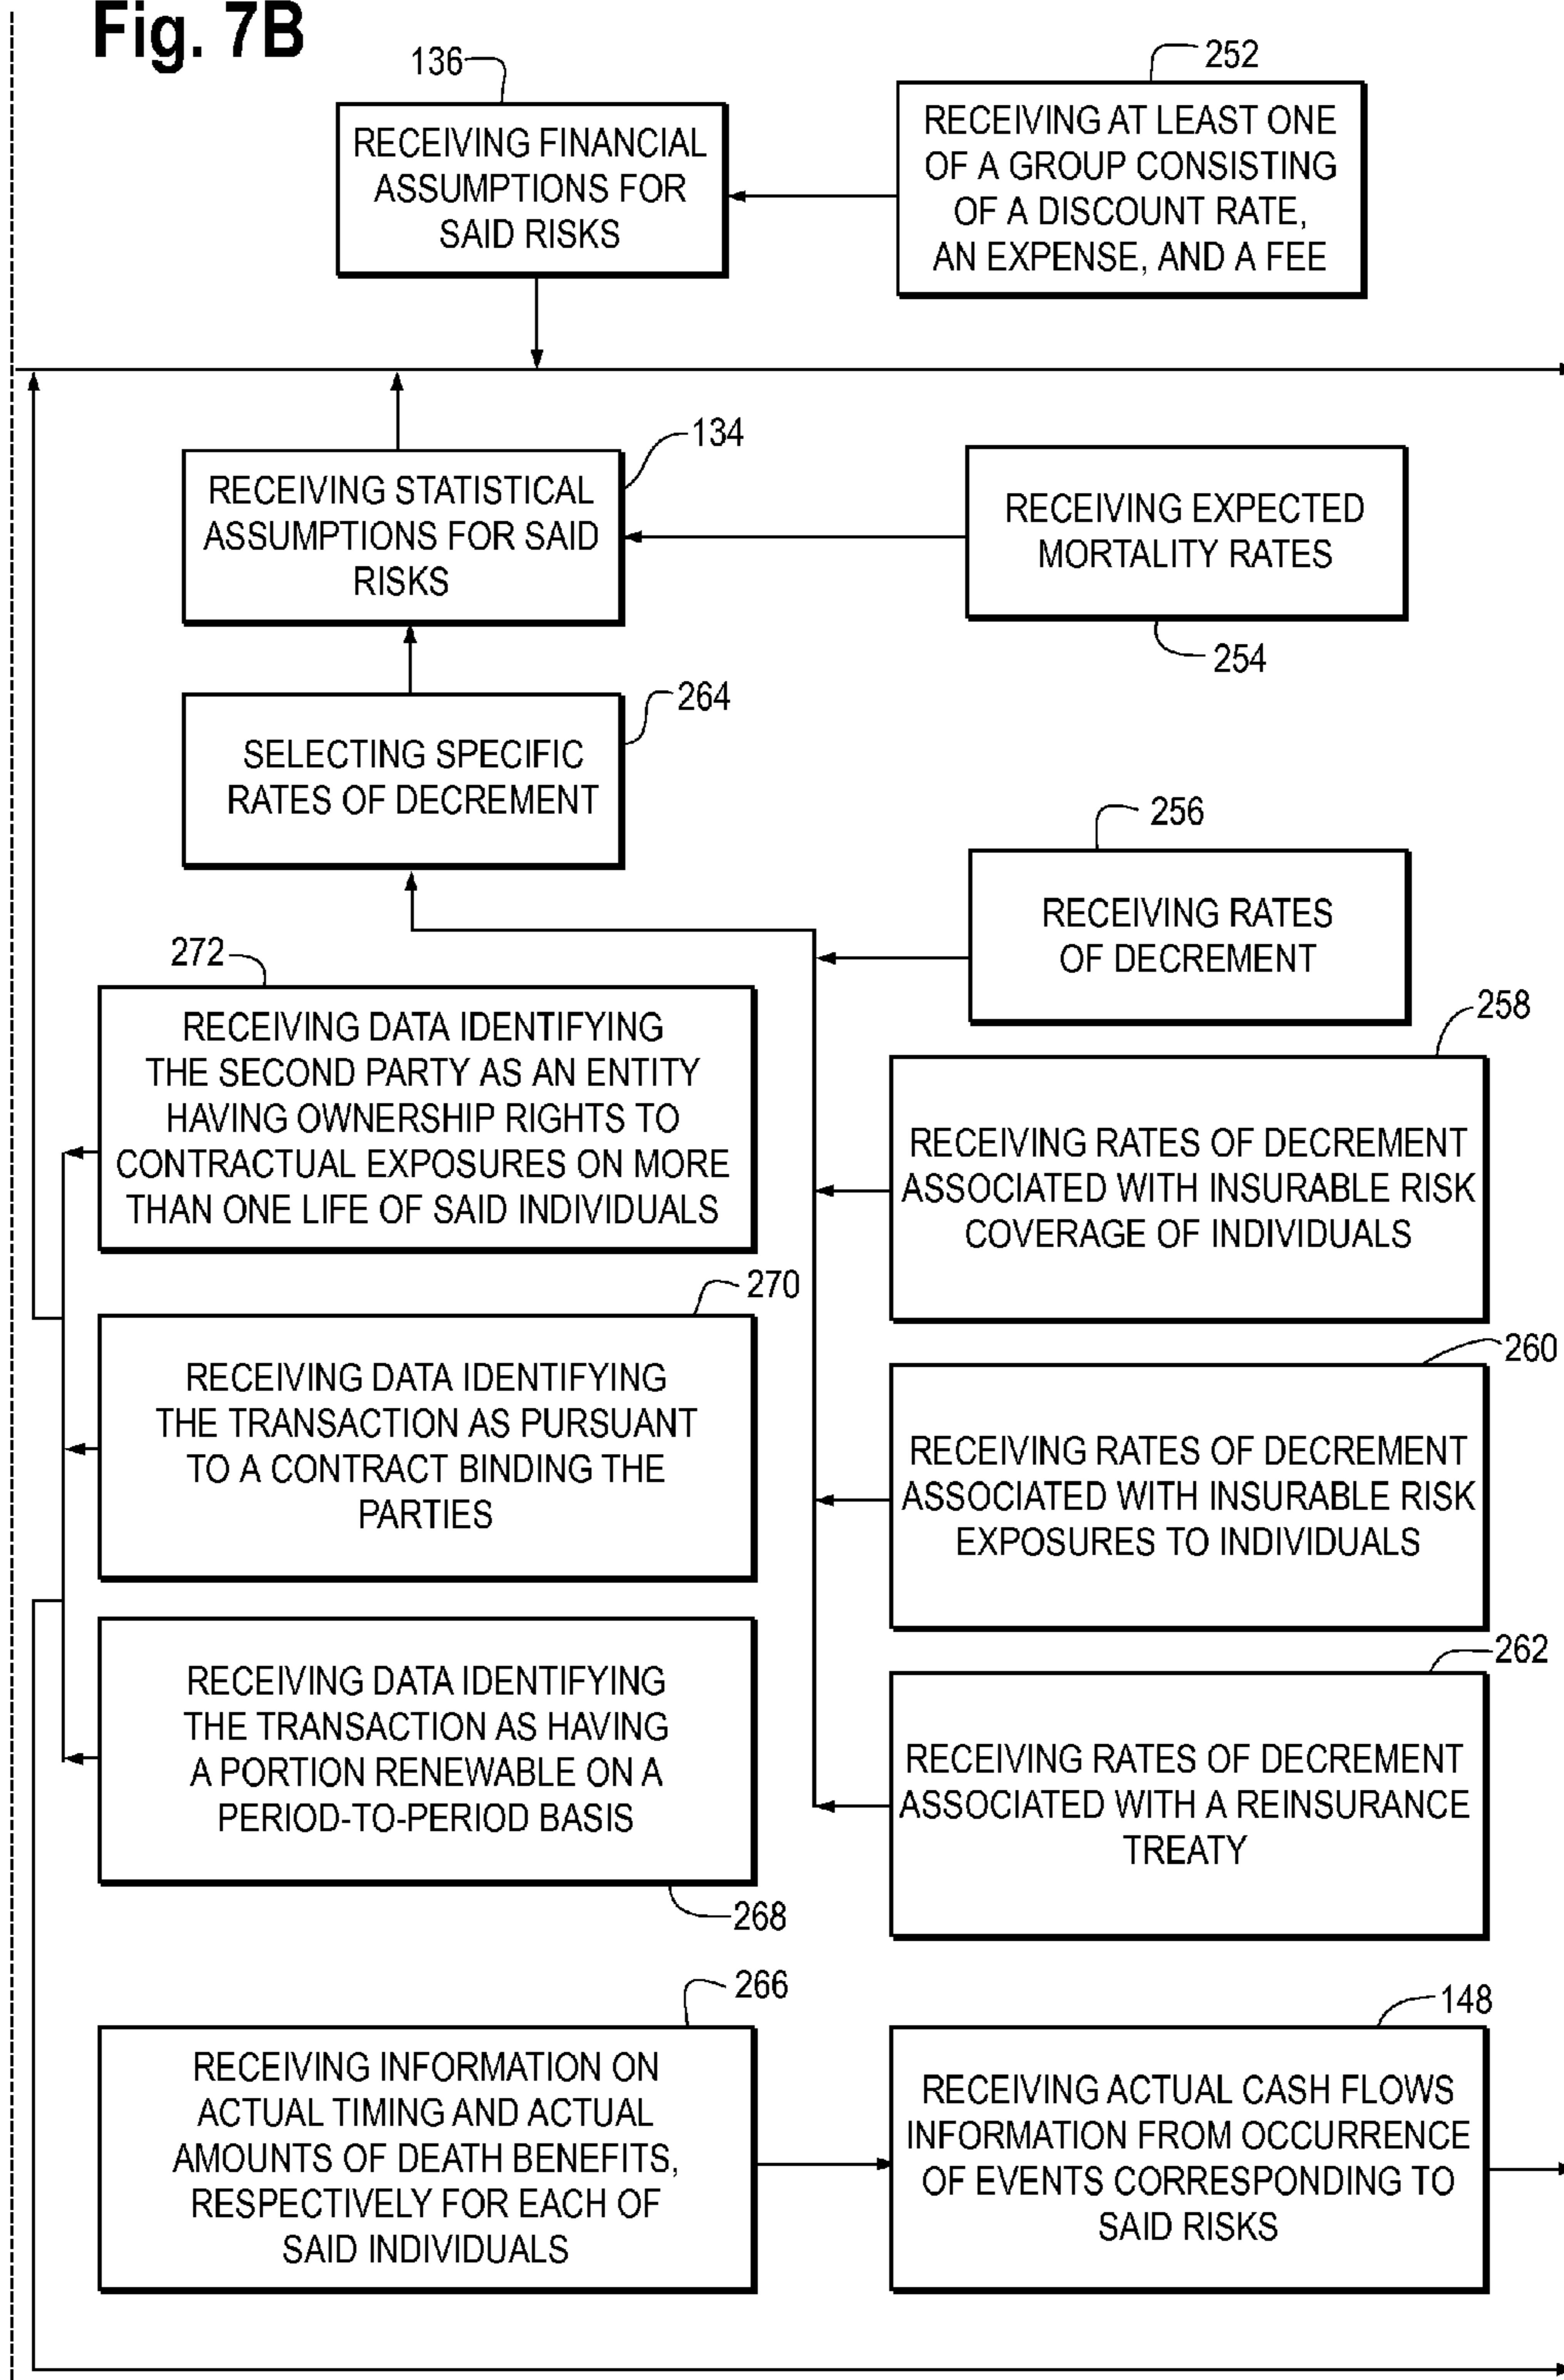 Fig. 7B
136
RECEIVING FINANCIAL
ASSUMPTIONS FOR
SAID RISKS
252
RECEIVING AT LEAST ONE
OF A GROUP CONSISTING
OF A DISCOUNT RATE,
AN EXPENSE, AND A FEE
134
RECEIVING STATISTICAL
ASSUMPTIONS FOR SAID
RISKS
RECEIVING EXPECTED
MORTALITY RATES
254
264
SELECTING SPECIFIC
RATES OF DECREMENT
256
RECEIVING RATES
OF DECREMENT
272
RECEIVING DATA IDENTIFYING
THE SECOND PARTY AS AN ENTITY
HAVING OWNERSHIP RIGHTS TO
CONTRACTUAL EXPOSURES ON MORE
THAN ONE LIFE OF SAID INDIVIDUALS
258
RECEIVING RATES OF DECREMENT
ASSOCIATED WITH INSURABLE RISK
COVERAGE OF INDIVIDUALS
270
RECEIVING DATA IDENTIFYING
THE TRANSACTION AS PURSUANT
TO A CONTRACT BINDING THE
PARTIES
260
RECEIVING RATES OF DECREMENT
ASSOCIATED WITH INSURABLE RISK
EXPOSURES TO INDIVIDUALS
RECEIVING DATA IDENTIFYING
THE TRANSACTION AS HAVING
A PORTION RENEWABLE ON A
PERIOD-TO-PERIOD BASIS
268
262
RECEIVING RATES OF DECREMENT
ASSOCIATED WITH A REINSURANCE
TREATY
266
RECEIVING INFORMATION ON
ACTUAL TIMING AND ACTUAL
AMOUNTS OF DEATH BENEFITS,
RESPECTIVELY FOR EACH OF
SAID INDIVIDUALS
148
RECEIVING ACTUAL CASH FLOWS
INFORMATION FROM OCCURRENCE
OF EVENTS CORRESPONDING TO
SAID RISKS